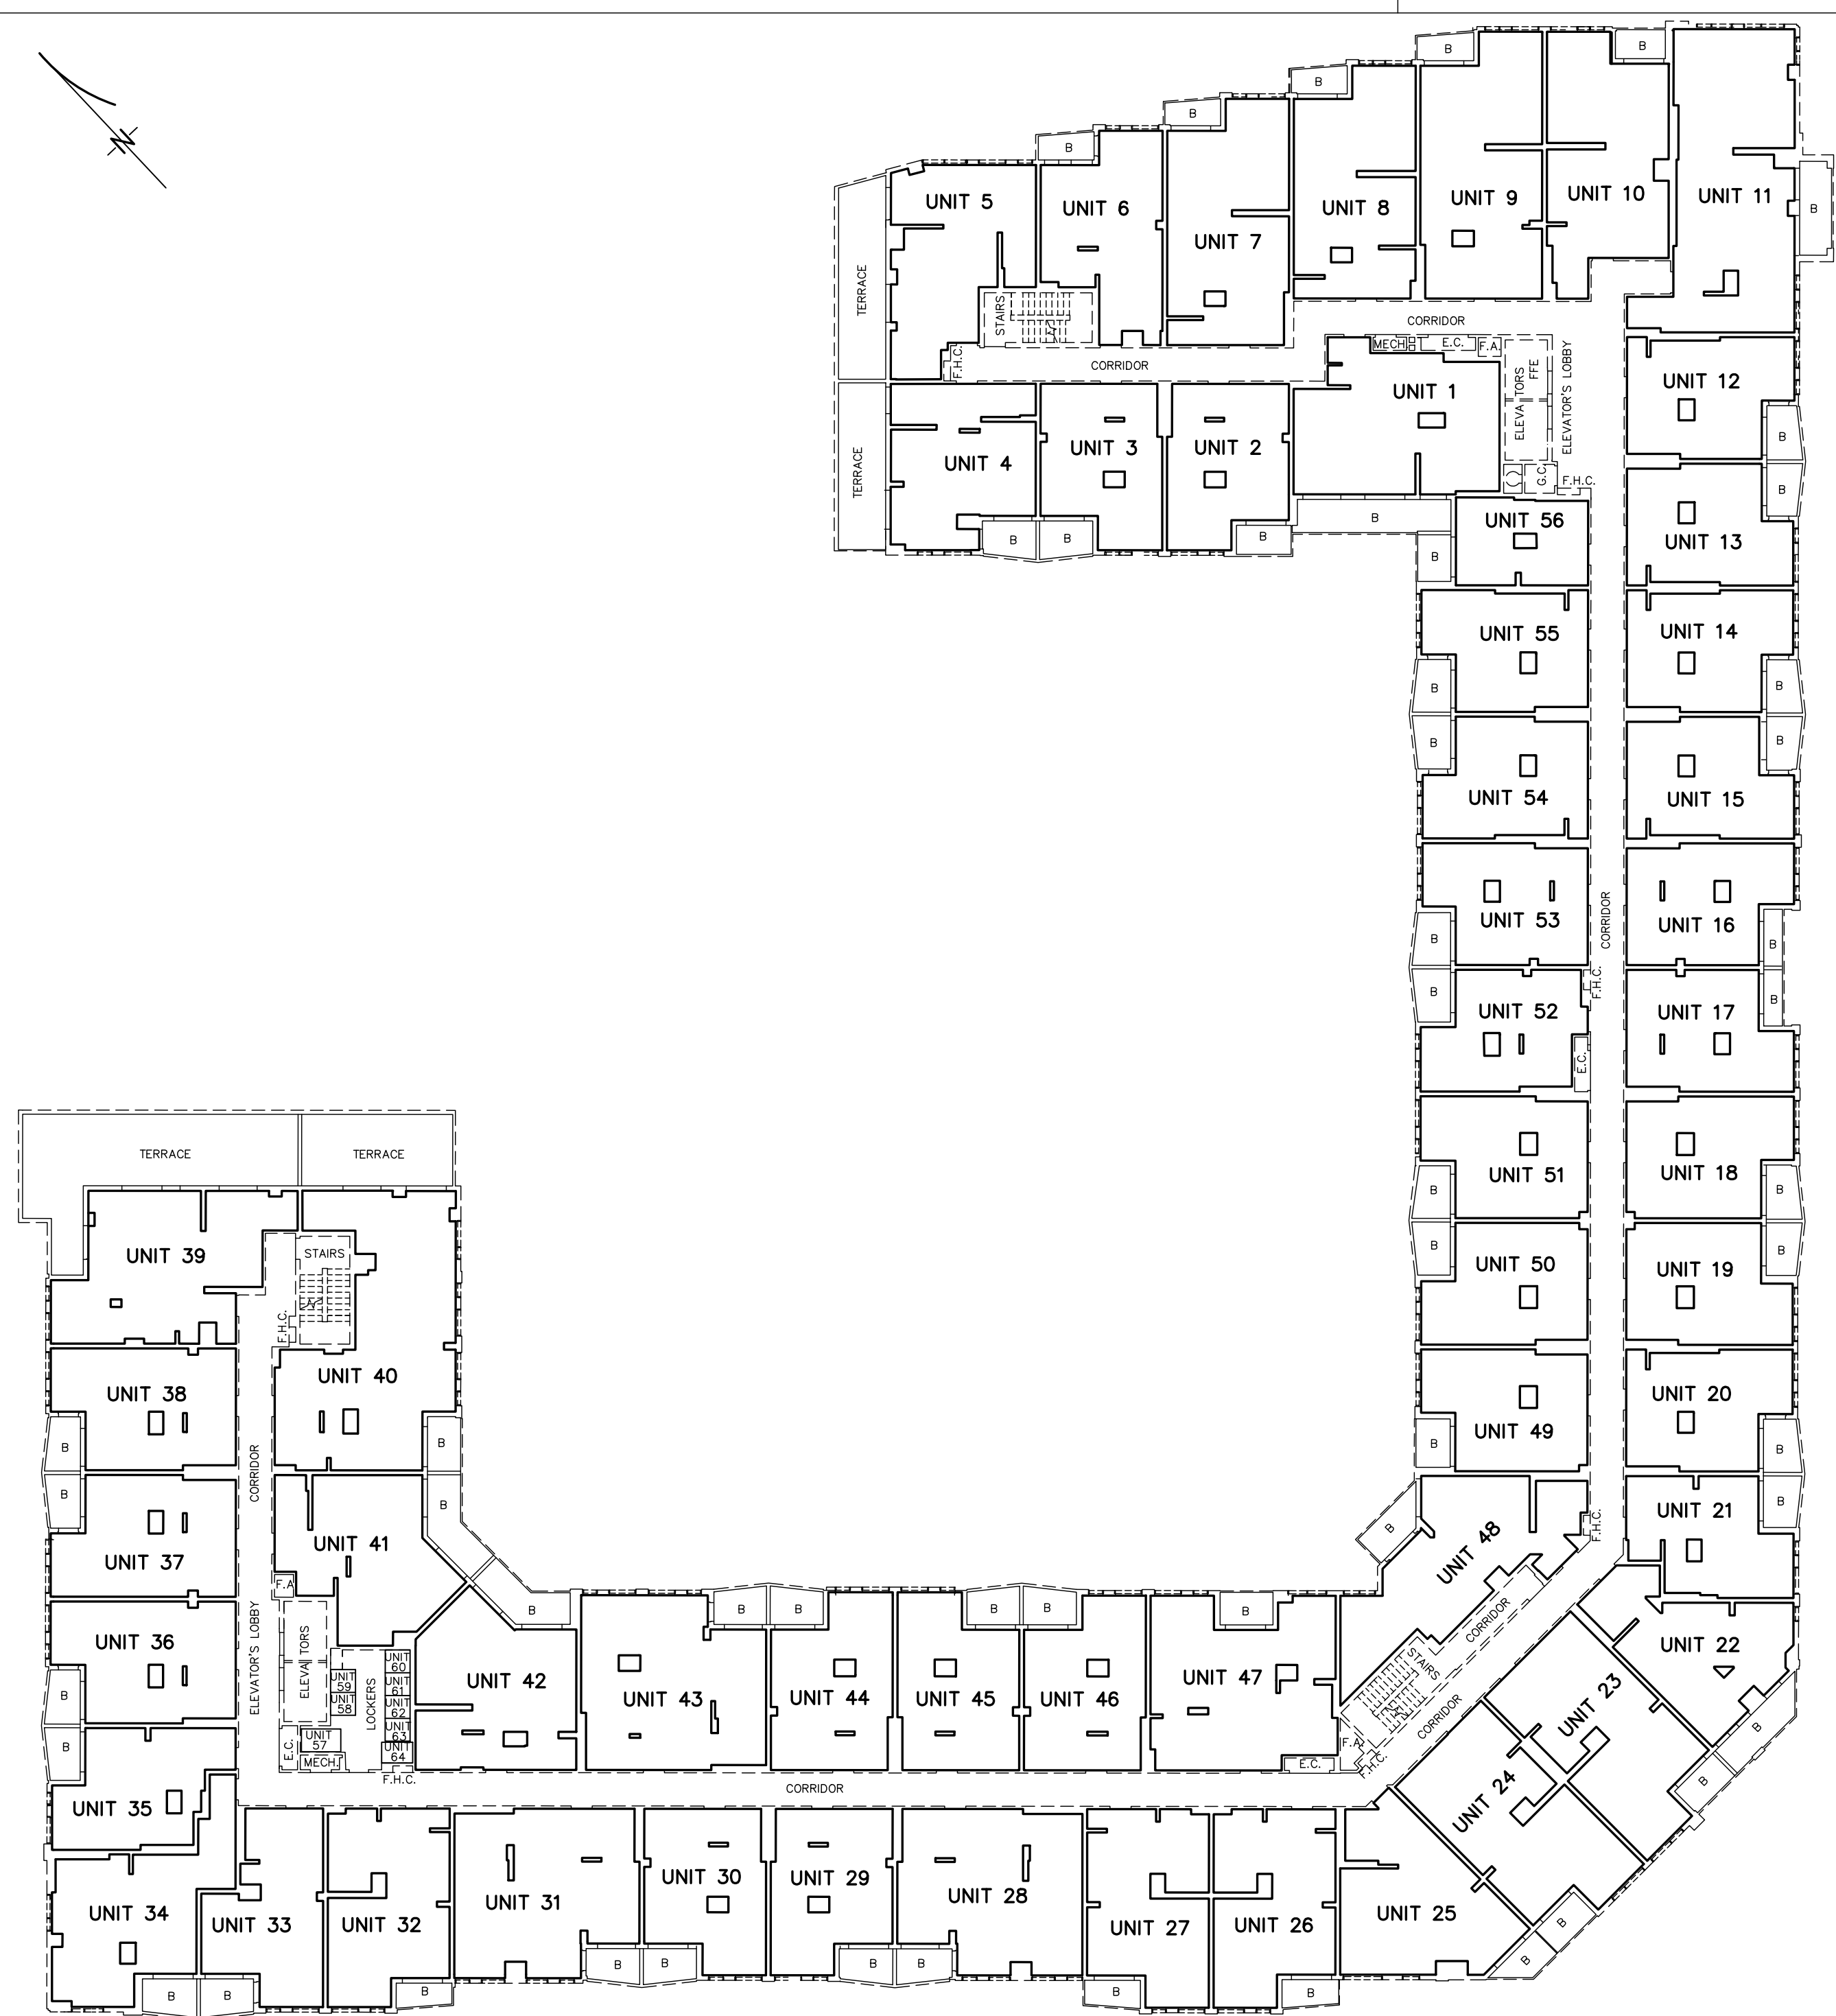 N
B
B
B
B
B
B
B
UNIT 5
UNIT 6
UNIT 7
UNIT 8
UNIT 9
UNIT 10
UNIT 11
TERRACE
STAIRS
F.H.C.
CORRIDOR
CORRIDOR
MECH.
E.C.
F.A.
ELEVATORS
FFE
ELEVATOR'S LOBBY
G.C.
F.H.C.
TERRACE
UNIT 4
UNIT 3
UNIT 2
UNIT 1
UNIT 12
B
B
B
B
B
B
UNIT 56
B
UNIT 13
UNIT 55
UNIT 14
B
B
B
B
UNIT 54
UNIT 15
CORRIDOR
UNIT 53
UNIT 16
B
B
F.H.C.
B
B
UNIT 52
UNIT 17
E.C.
UNIT 51
UNIT 18
B
B
B
B
UNIT 50
UNIT 19
UNIT 49
UNIT 20
B
B
TERRACE
TERRACE
UNIT 39
STAIRS
F.H.C.
UNIT 38
UNIT 40
B
B
CORRIDOR
B
B
UNIT 37
UNIT 41
F.A
B
UNIT 48
F.H.C.
UNIT 21
B
UNIT 36
ELEVATOR'S LOBBY
ELEVATORS
B
B
B
B
B
B
B
UNIT
60
UNIT
59
UNIT
61
UNIT
58
UNIT
62
UNIT
63
UNIT
57
UNIT
64
LOCKERS
E.C.
MECH.
F.H.C.
UNIT 42
UNIT 43
UNIT 44
UNIT 45
UNIT 46
UNIT 47
E.C.
F.A.
F.H.C.
STAIRS
CORRIDOR
CORRIDOR
UNIT 22
UNIT 23
UNIT 24
B
B
B
B
UNIT 35
CORRIDOR
UNIT 34
UNIT 33
UNIT 32
UNIT 31
UNIT 30
UNIT 29
UNIT 28
UNIT 27
UNIT 26
UNIT 25
B
B
B
B
B
B
B
B
B
B
B